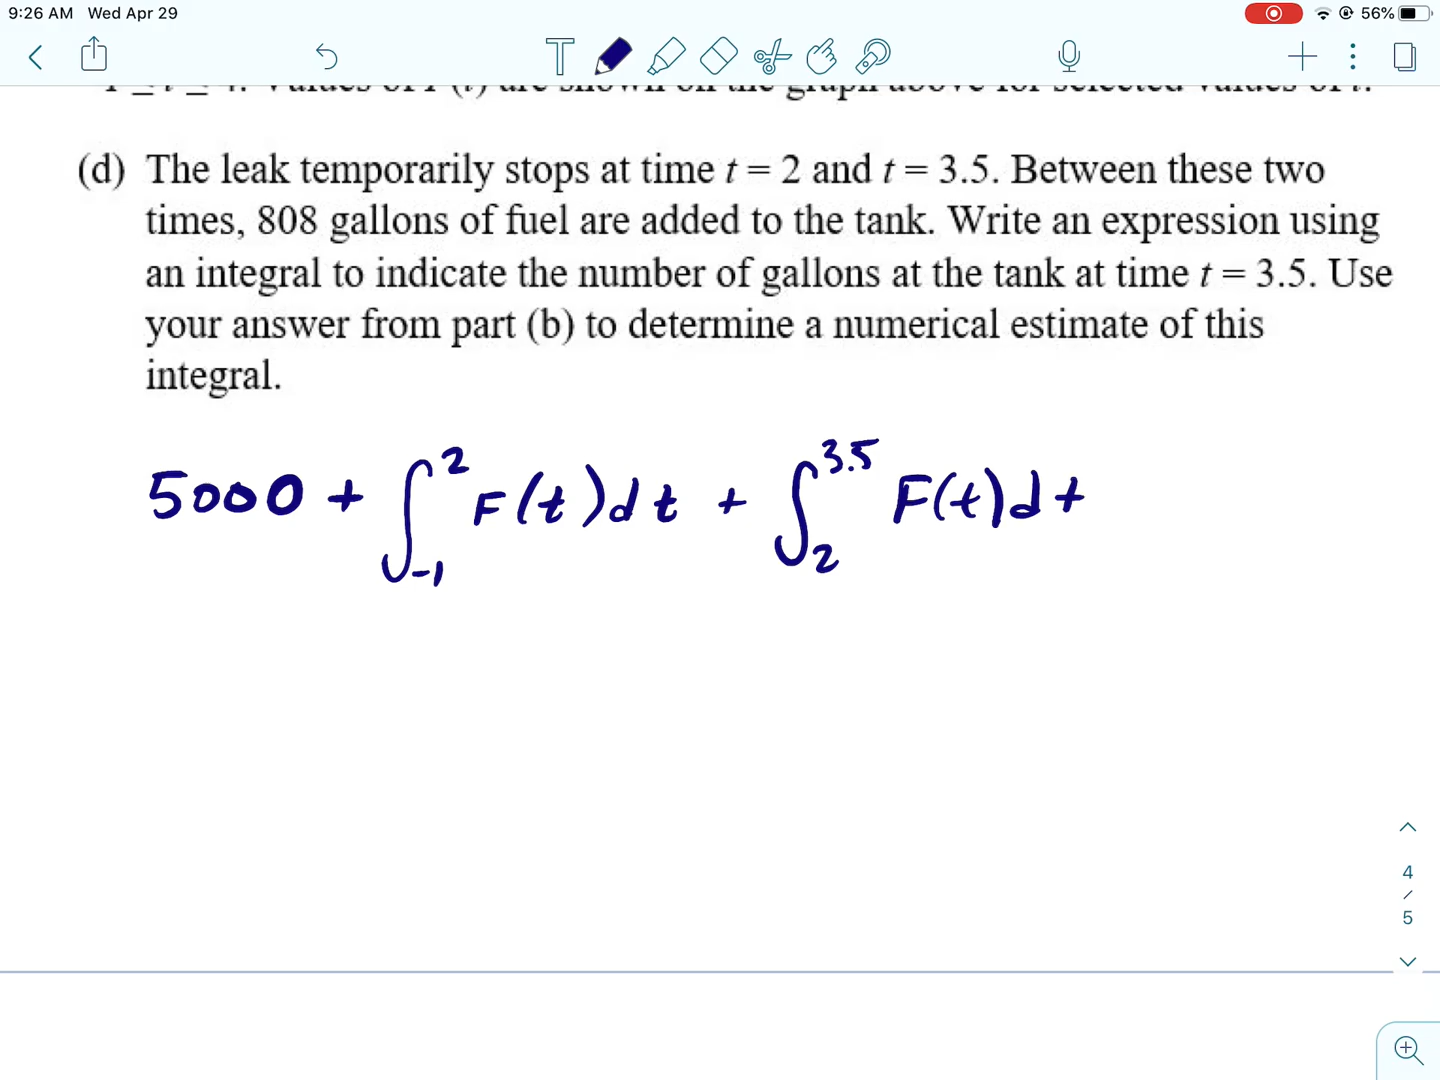 9:26 AM Wed Apr 29 56%
(d) The leak temporarily stops at time t = 2 and t = 3.5. Between these two
times, 808 gallons of fuel are added to the tank. Write an expression using
an integral to indicate the number of gallons at the tank at time t = 3.5. Use
your answer from part (b) to determine a numerical estimate of this
integral.
5000 + ∫_{-1}^{2} F(t)dt + ∫_{2}^{3.5} F(t)dt
4
/
5